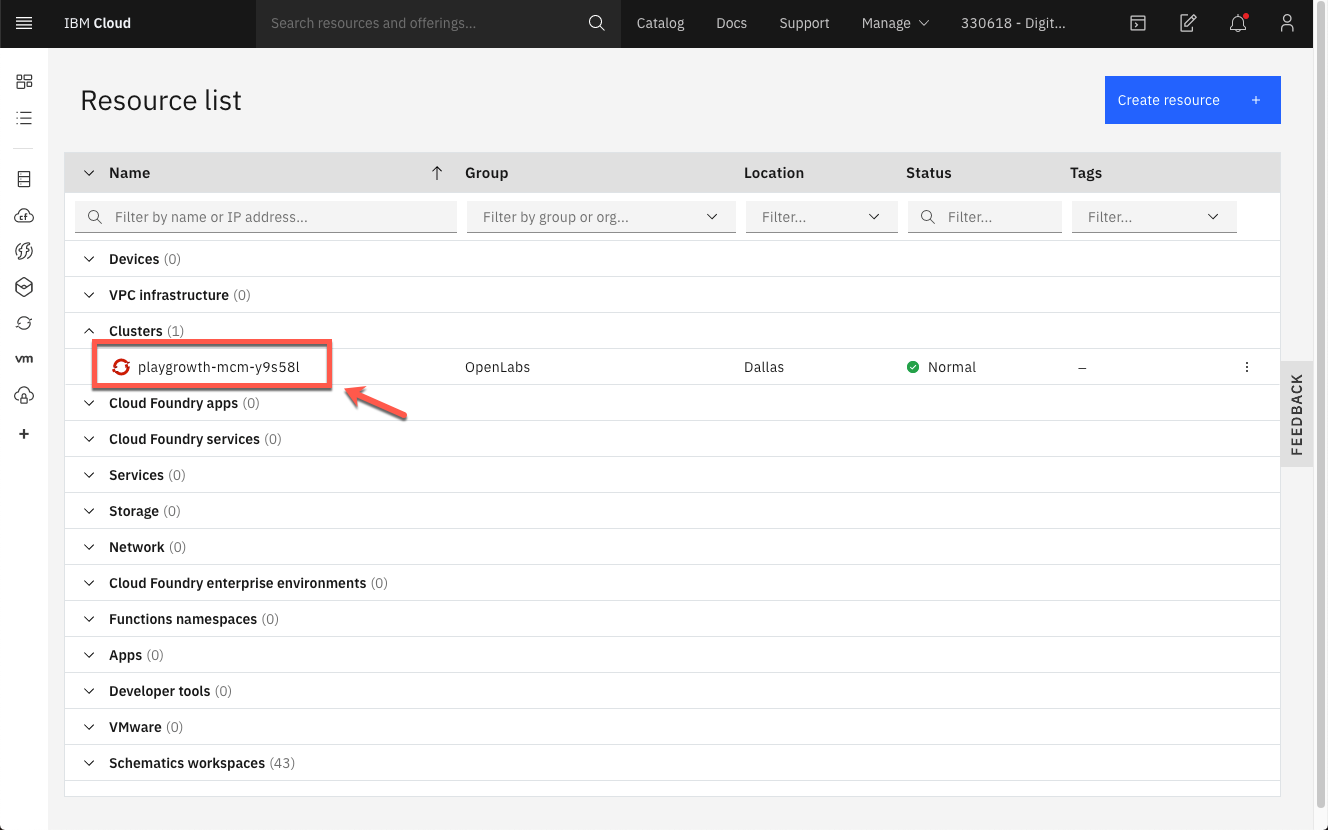 IBM Cloud Search resources and offerings... Catalog Docs Support Manage 330618 - Digit...
Resource list
Create resource +
Name Group Location Status Tags
Filter by name or IP address... Filter by group or org... Filter... Filter... Filter...
Devices (0)
VPC infrastructure (0)
Clusters (1)
playgrowth-mcm-y9s58l OpenLabs Dallas Normal –
Cloud Foundry apps (0)
Cloud Foundry services (0)
Services (0)
Storage (0)
Network (0)
Cloud Foundry enterprise environments (0)
Functions namespaces (0)
Apps (0)
Developer tools (0)
VMware (0)
Schematics workspaces (43)
cf
vm
FEEDBACK